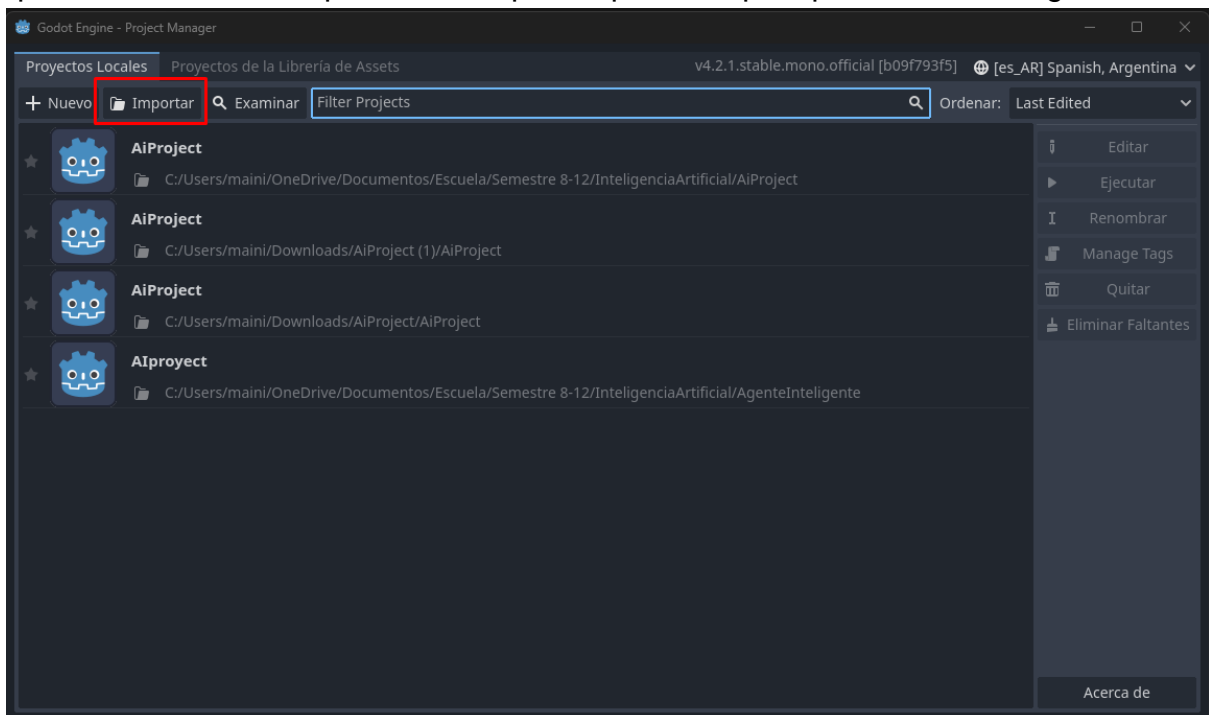 Godot Engine - Project Manager
Proyectos Locales Proyectos de la Librería de Assets v4.2.1.stable.mono.official [b09f793f5] [es_AR] Spanish, Argentina
+ Nuevo Importar Examinar Filter Projects Ordenar: Last Edited
AiProject
C:/Users/maini/OneDrive/Documentos/Escuela/Semestre 8-12/InteligenciaArtificial/AiProject
AiProject
C:/Users/maini/Downloads/AiProject (1)/AiProject
AiProject
C:/Users/maini/Downloads/AiProject/AiProject
AIproyect
C:/Users/maini/OneDrive/Documentos/Escuela/Semestre 8-12/InteligenciaArtificial/AgenteInteligente
Editar
Ejecutar
Renombrar
Manage Tags
Quitar
Eliminar Faltantes
Acerca de